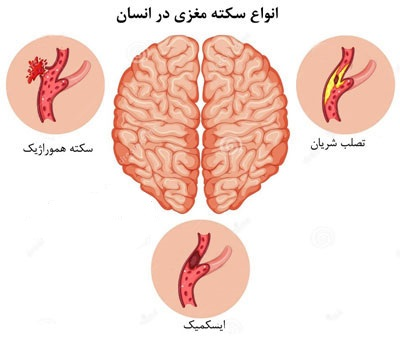 انواع سکته مغزی در انسان
سکته هموراژیک
تصلب شریان
ایسکمیک